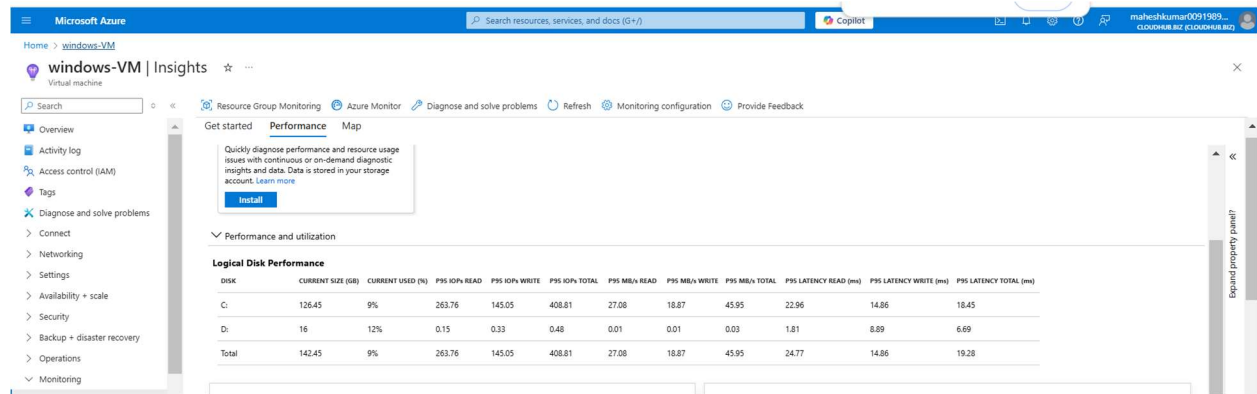 Microsoft Azure
Search resources, services, and docs (G+/)
Copilot
maheshkumar0091989...
CLOUDHUB.BIZ (CLOUDHUB.BIZ)
Home > windows-VM
windows-VM | Insights
Virtual machine
Search
Overview
Activity log
Access control (IAM)
Tags
Diagnose and solve problems
Connect
Networking
Settings
Availability + scale
Security
Backup + disaster recovery
Operations
Monitoring
Resource Group Monitoring Azure Monitor Diagnose and solve problems Refresh Monitoring configuration Provide Feedback
Get started Performance Map
Quickly diagnose performance and resource usage
issues with continuous or on-demand diagnostic
insights and data. Data is stored in your storage
account. Learn more
Install
Performance and utilization
Logical Disk Performance
DISK CURRENT SIZE (GB) CURRENT USED (%) P95 IOPs READ P95 IOPs WRITE P95 IOPs TOTAL P95 MB/s READ P95 MB/s WRITE P95 MB/s TOTAL P95 LATENCY READ (ms) P95 LATENCY WRITE (ms) P95 LATENCY TOTAL (ms)
C: 126.45 9% 263.76 145.05 408.81 27.08 18.87 45.95 22.96 14.86 18.45
D: 16 12% 0.15 0.33 0.48 0.01 0.01 0.03 1.81 8.89 6.69
Total 142.45 9% 263.76 145.05 408.81 27.08 18.87 45.95 24.77 14.86 19.28
Expand property panel?